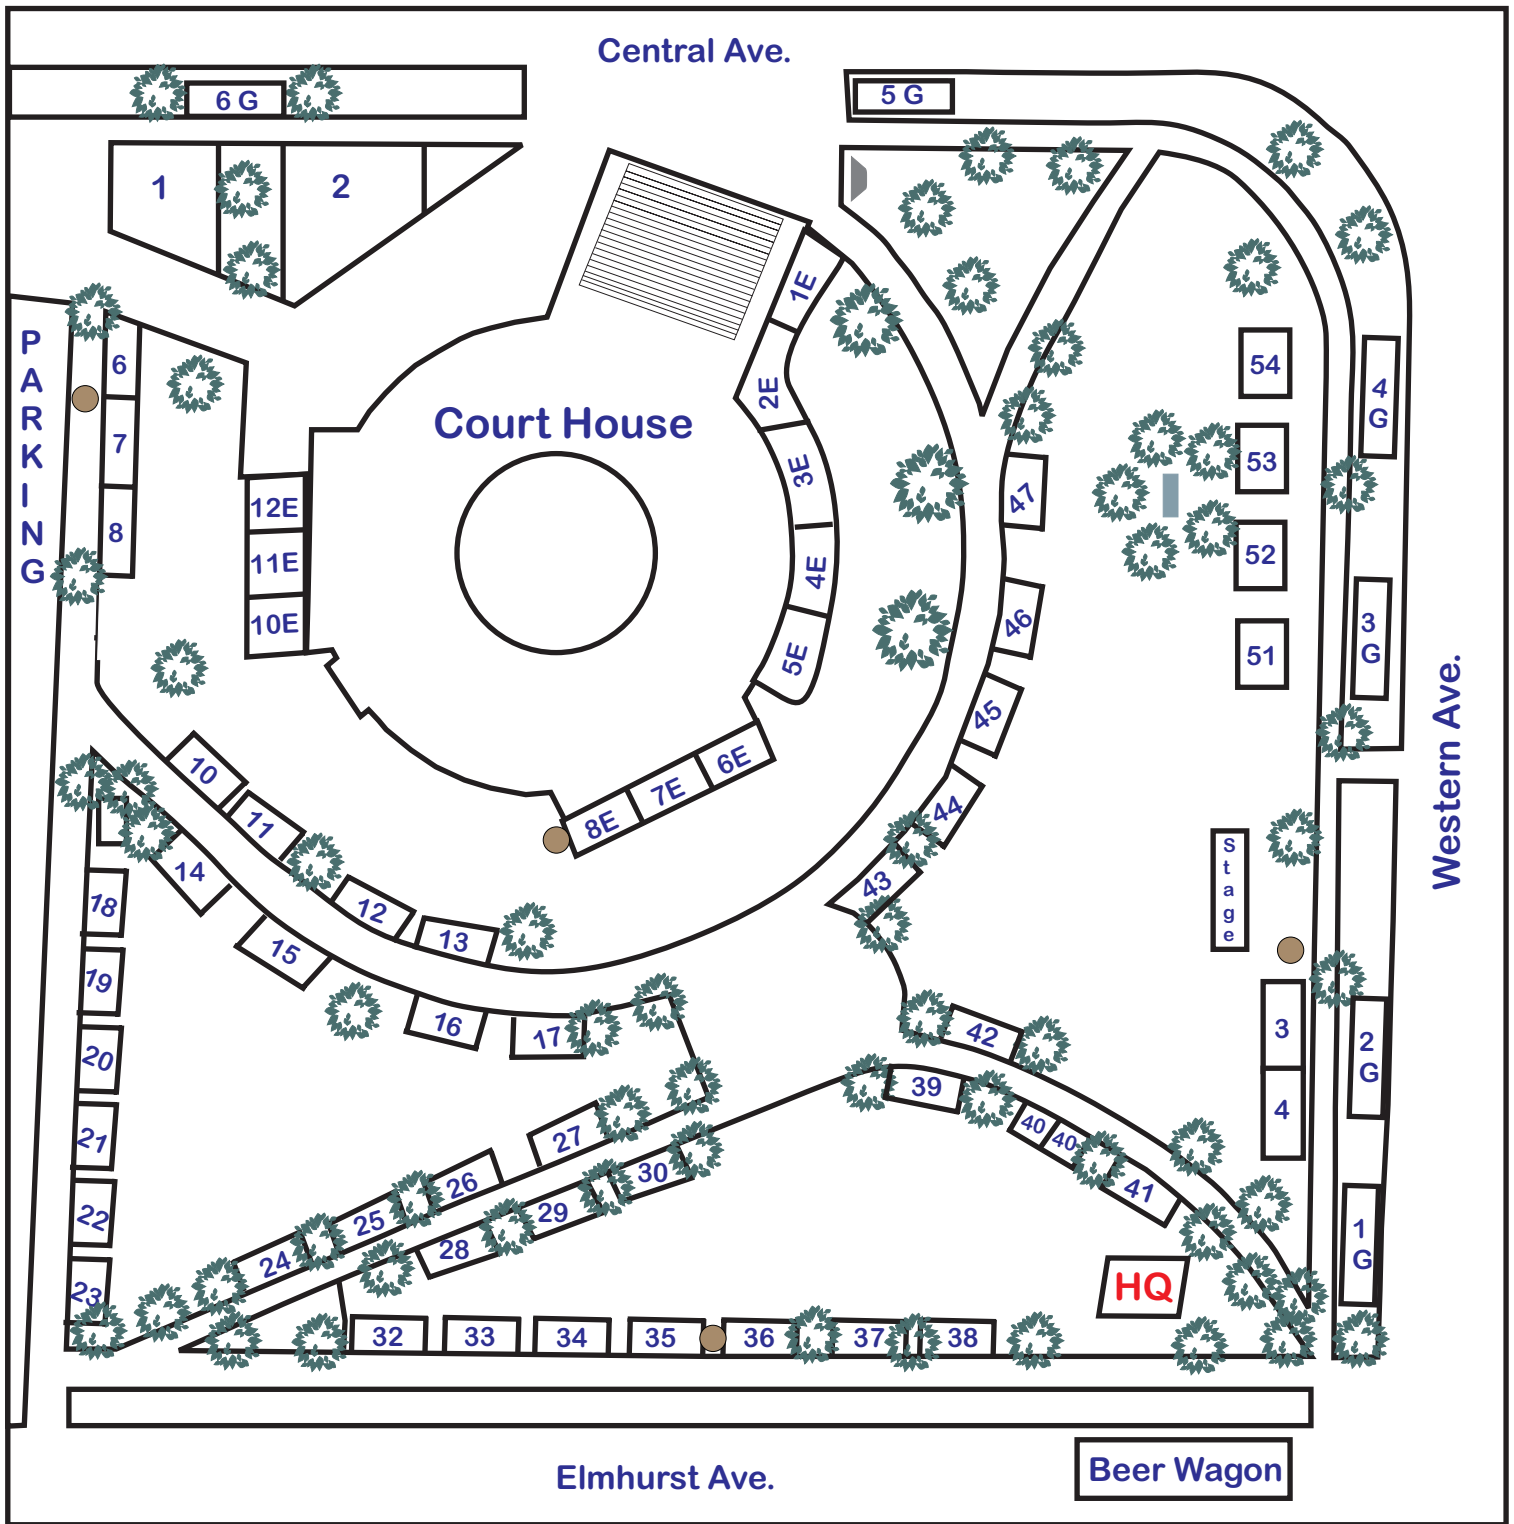 Central Ave.
6 G
5 G
1
2
1E
P
A
R
K
I
N
G
6
7
8
2E
Court House
3E
4E
5E
12E
11E
10E
54
53
52
51
4
G
3
G
47
46
45
44
43
Western Ave.
6E
7E
8E
10
11
12
13
14
15
16
17
18
19
20
21
22
23
S
t
a
g
e
3
4
2
G
1
G
42
39
40
40
41
27
26
25
24
30
29
28
HQ
32
33
34
35
36
37
38
Beer Wagon
Elmhurst Ave.